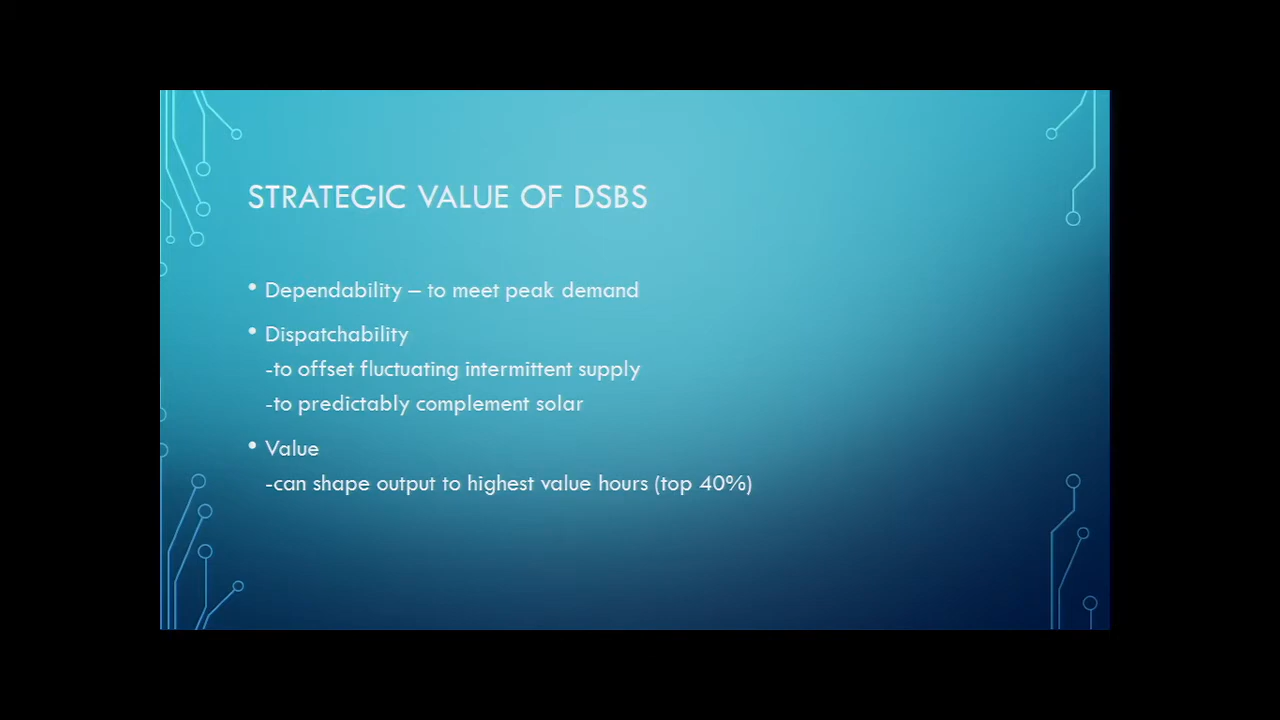 STRATEGIC VALUE OF DSBS
• Dependability – to meet peak demand
• Dispatchability
-to offset fluctuating intermittent supply
-to predictably complement solar
• Value
-can shape output to highest value hours (top 40%)